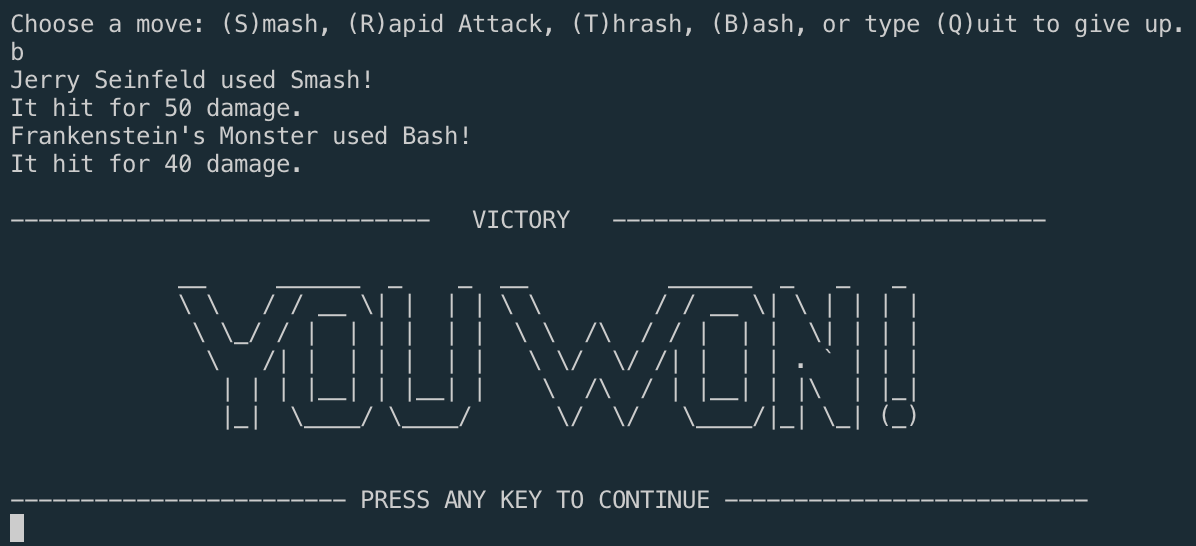 Choose a move: (S)mash, (R)apid Attack, (T)hrash, (B)ash, or type (Q)uit to give up.
b
Jerry Seinfeld used Smash!
It hit for 50 damage.
Frankenstein's Monster used Bash!
It hit for 40 damage.
------------------------------   VICTORY   -------------------------------
YOU WON!
------------------------ PRESS ANY KEY TO CONTINUE --------------------------